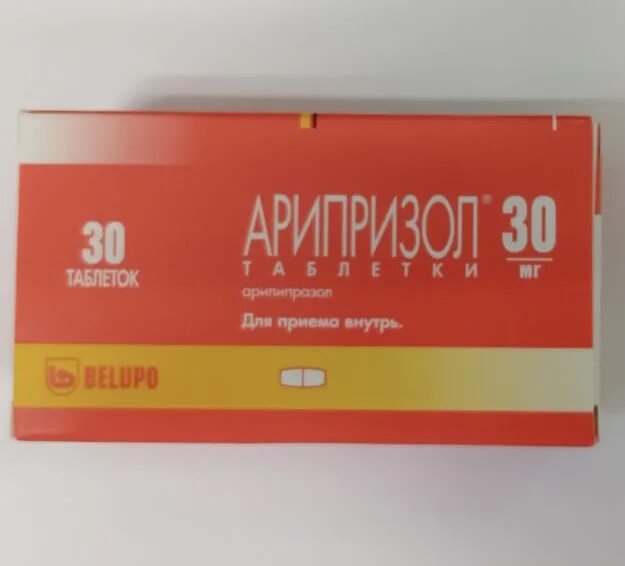 30
ТАБЛЕТОК
АРИПРИЗОЛ® 30
ТАБЛЕТКИ мг
арипипразол
Для приема внутрь.
BELUPO